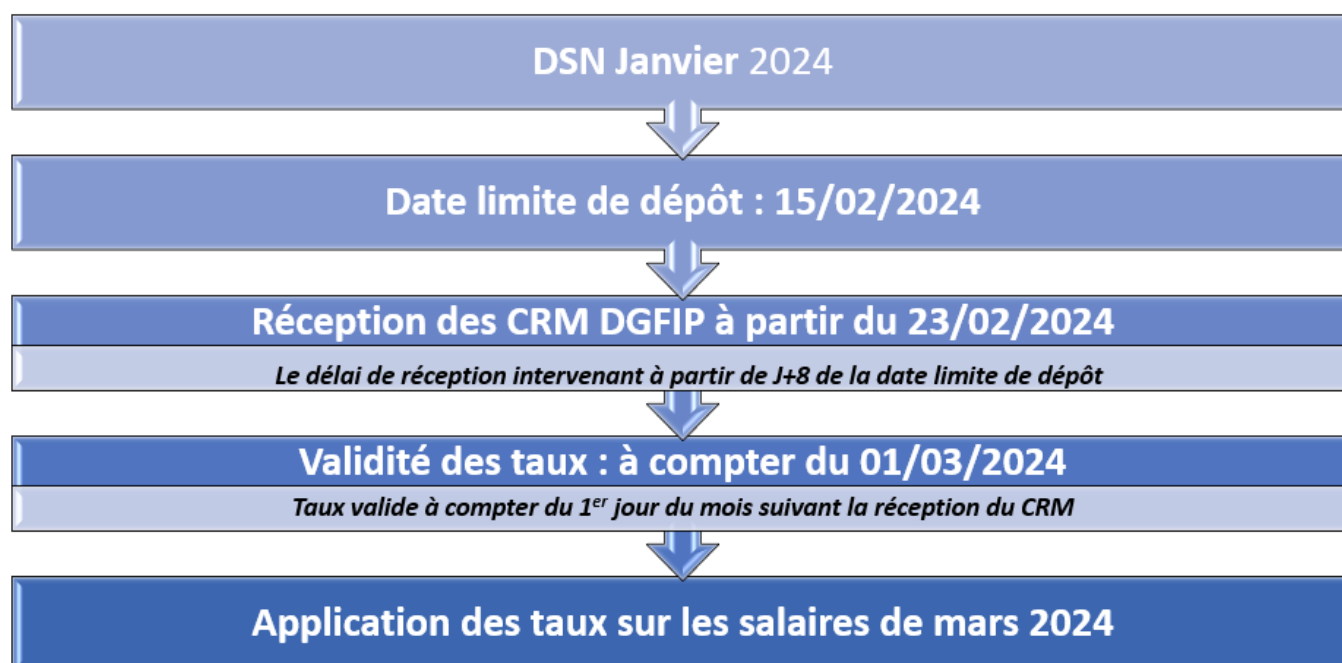 DSN Janvier 2024
Date limite de dépôt : 15/02/2024
Réception des CRM DGFIP à partir du 23/02/2024
Le délai de réception intervenant à partir de J+8 de la date limite de dépôt
Validité des taux : à compter du 01/03/2024
Taux valide à compter du 1er jour du mois suivant la réception du CRM
Application des taux sur les salaires de mars 2024